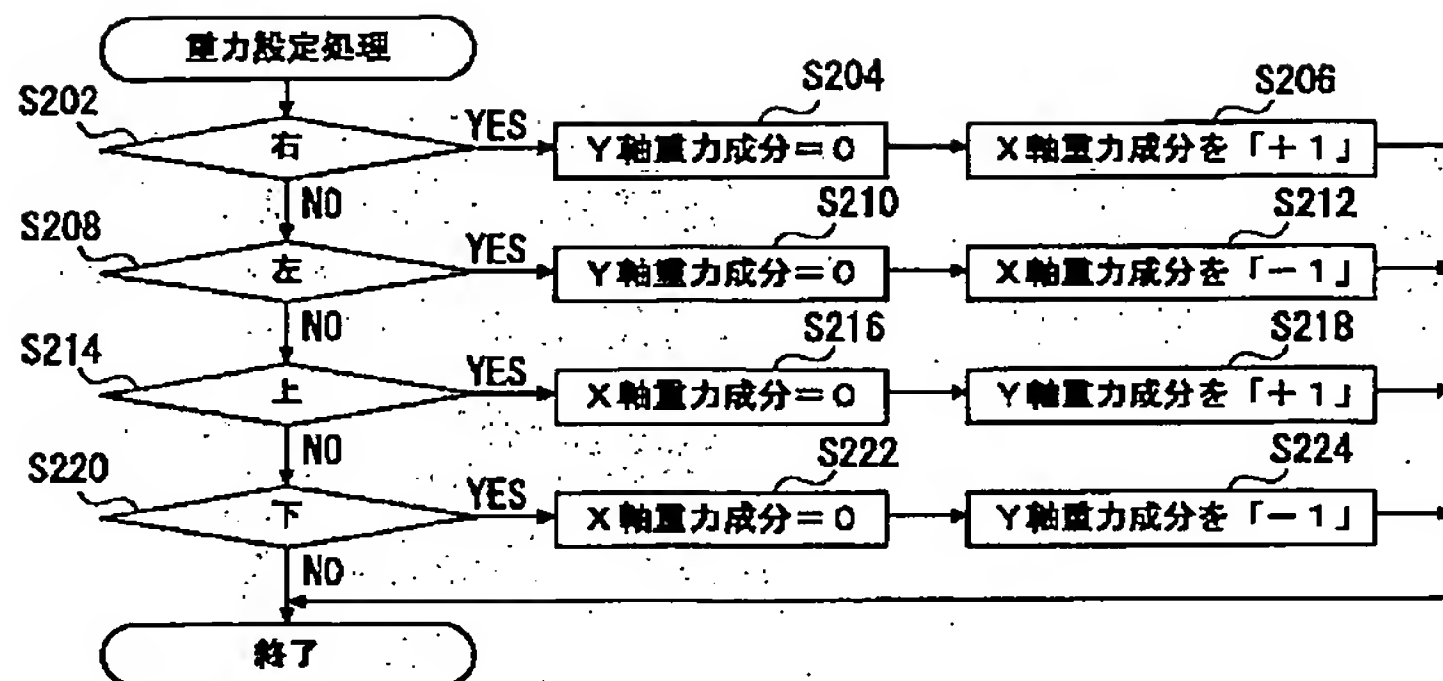 重力設定処理
S202
右
YES
S204
Y軸重力成分=0
S206
X軸重力成分を「+1」
NO
S208
左
YES
S210
Y軸重力成分=0
S212
X軸重力成分を「-1」
NO
S214
上
YES
S216
X軸重力成分=0
S218
Y軸重力成分を「+1」
NO
S220
下
YES
S222
X軸重力成分=0
S224
Y軸重力成分を「-1」
NO
終了